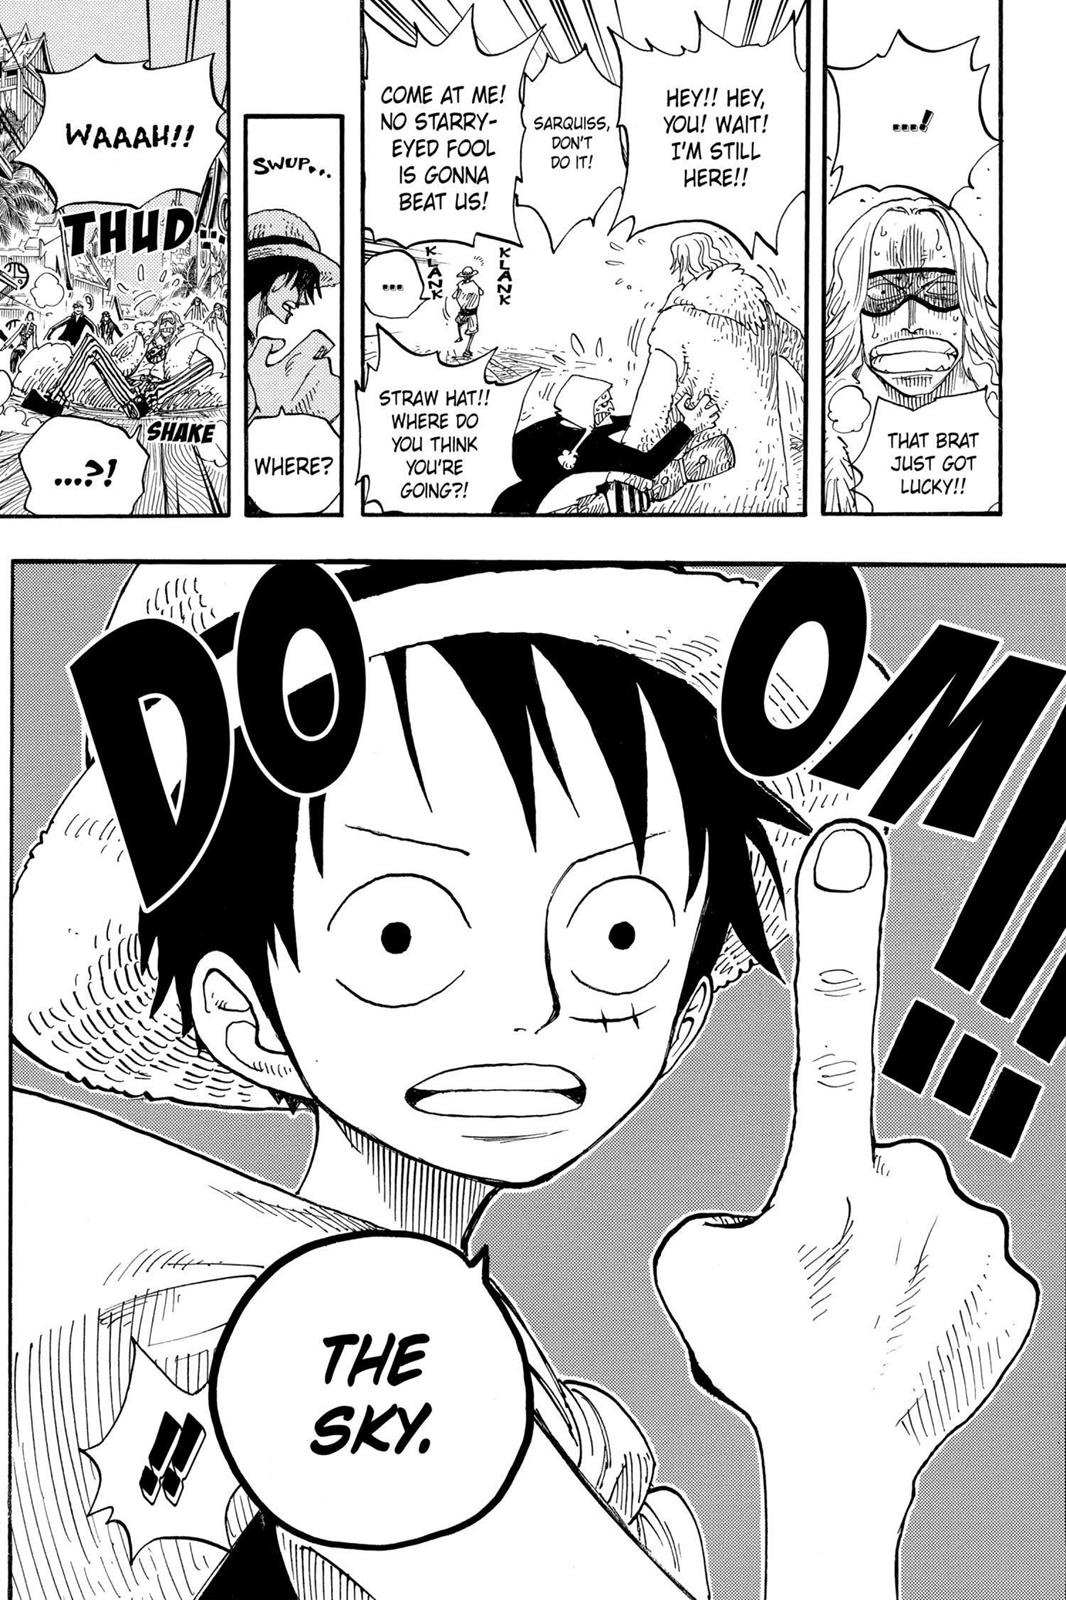 ...!
THAT BRAT
JUST GOT
LUCKY!!
HEY!! HEY,
YOU! WAIT!
I'M STILL
HERE!!
SARQUISS,
DON'T
DO IT!
COME AT ME!
NO STARRY-
EYED FOOL
IS GONNA
BEAT US!
KLANK
KLANK
...
STRAW HAT!!
WHERE DO
YOU THINK
YOU'RE
GOING?!
SWUP...
WHERE?
WAAAH!!
THUD...
SHAKE
....?!
DOOM!!!
THE
SKY.
!!